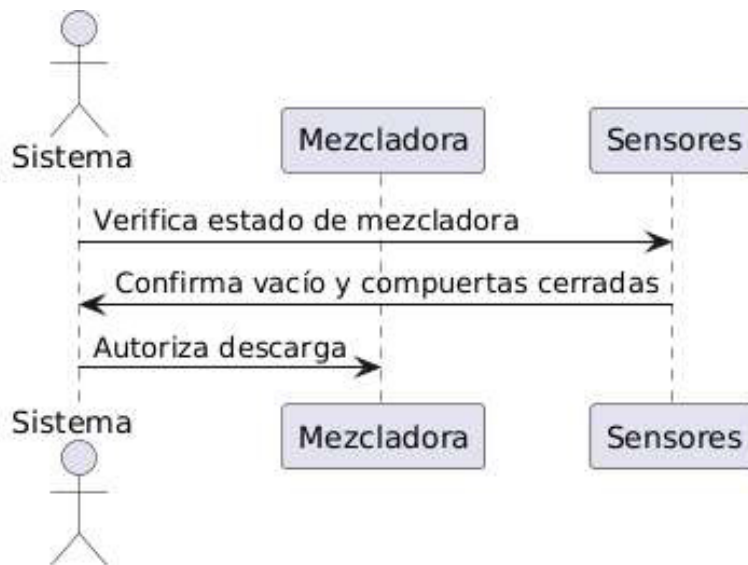 Sistema
Mezcladora
Sensores
Verifica estado de mezcladora
Confirma vacío y compuertas cerradas
Autoriza descarga
Sistema
Mezcladora
Sensores